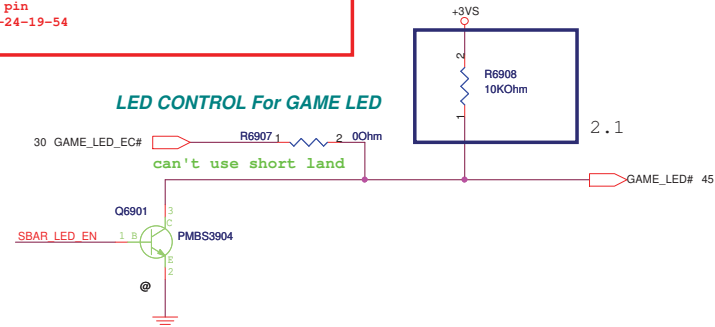 pin
-24-19-54
+3VS
2
R6908
10KOhm
1
2.1
LED CONTROL For GAME LED
30 GAME_LED_EC#
R6907 1
2 0Ohm
can't use short land
GAME_LED# 45
Q6901
3
C
SBAR_LED_EN
1 B
PMBS3904
E
2
@